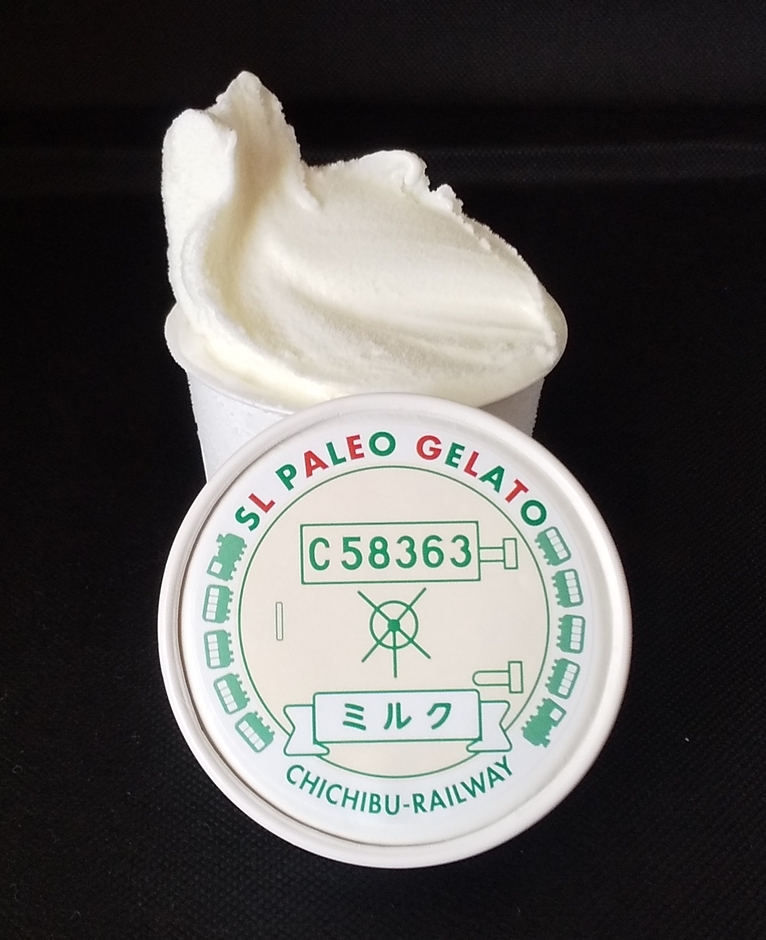 SL PALEO GELATO
C58363
ミルク
CHICHIBU-RAILWAY